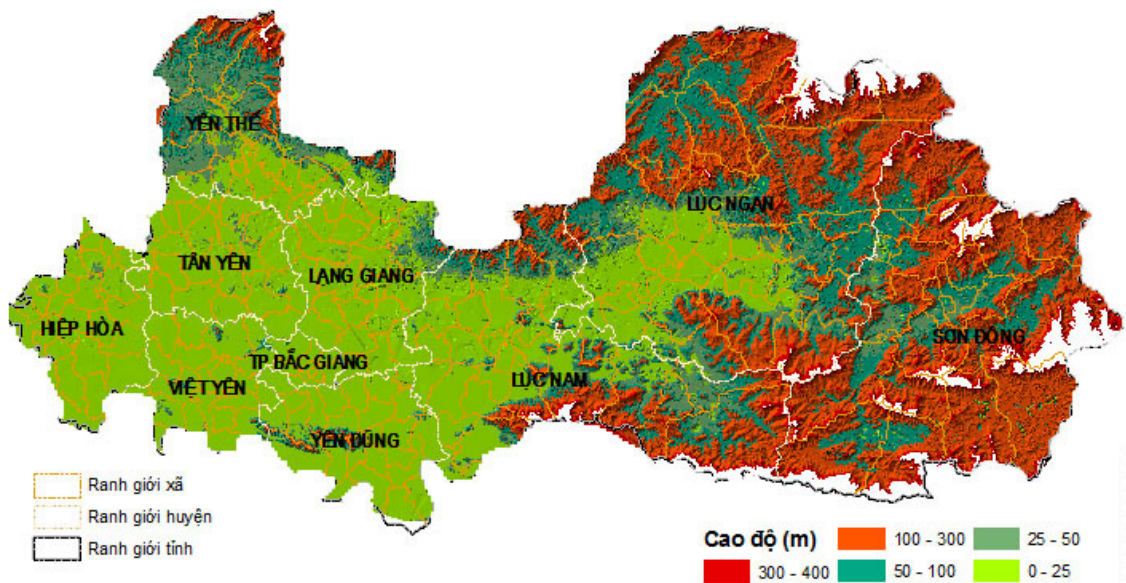 YÊN THẾ
LỤC NGẠN
TÂN YÊN
LẠNG GIANG
HIỆP HÒA
SƠN ĐỘNG
TP BẮC GIANG
VIỆT YÊN
LỤC NAM
YÊN DŨNG
Ranh giới xã
Ranh giới huyện
Ranh giới tỉnh
Cao độ (m)
100 - 300
25 - 50
300 - 400
50 - 100
0 - 25